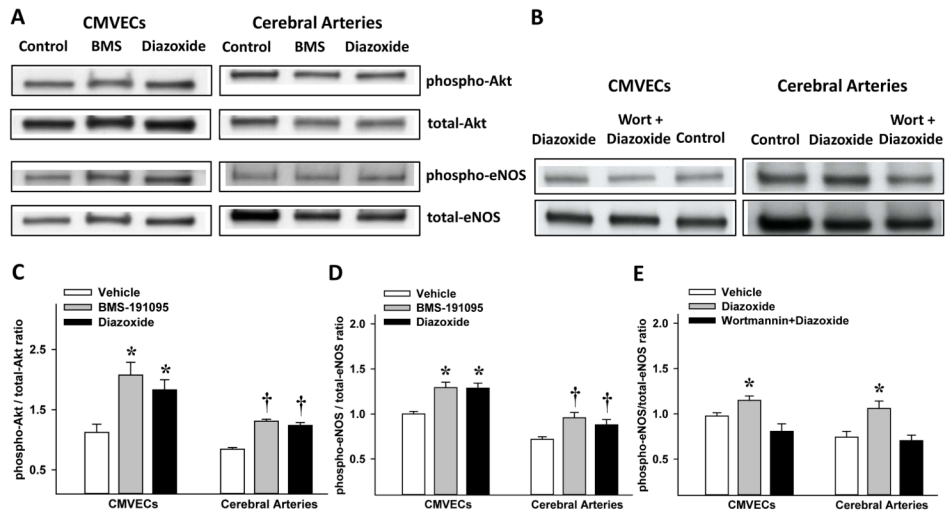 A
CMVECs
Cerebral Arteries
Control BMS Diazoxide
Control BMS Diazoxide
phospho-Akt
total-Akt
phospho-eNOS
total-eNOS
B
CMVECs
Cerebral Arteries
Diazoxide
Wort +
Diazoxide
Control
Control
Diazoxide
Wort +
Diazoxide
C
Vehicle
BMS-191095
Diazoxide
phospho-Akt / total-Akt ratio
2.5
1.5
0.5
*
*
†
†
CMVECs
Cerebral Arteries
D
Vehicle
BMS-191095
Diazoxide
phospho-eNOS / total-eNOS ratio
2.0
1.5
1.0
0.5
*
*
†
†
CMVECs
Cerebral Arteries
E
Vehicle
Diazoxide
Wortmannin+Diazoxide
phospho-eNOS/total-eNOS ratio
2.0
1.5
1.0
0.5
*
*
CMVECs
Cerebral Arteries